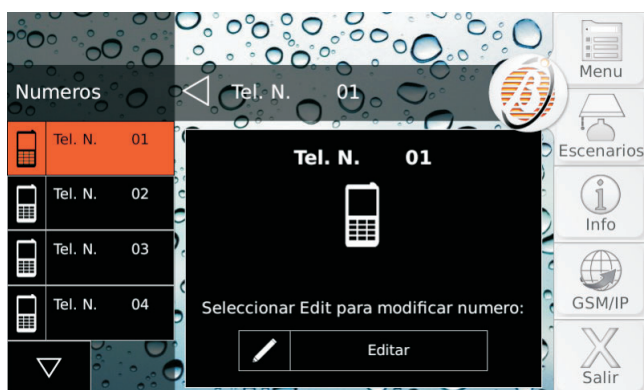 Numeros
Tel. N. 01
Tel. N. 01
Tel. N. 02
Tel. N. 03
Tel. N. 04
Tel. N. 01
Seleccionar Edit para modificar numero:
Editar
Menu
Escenarios
Info
GSM/IP
Salir